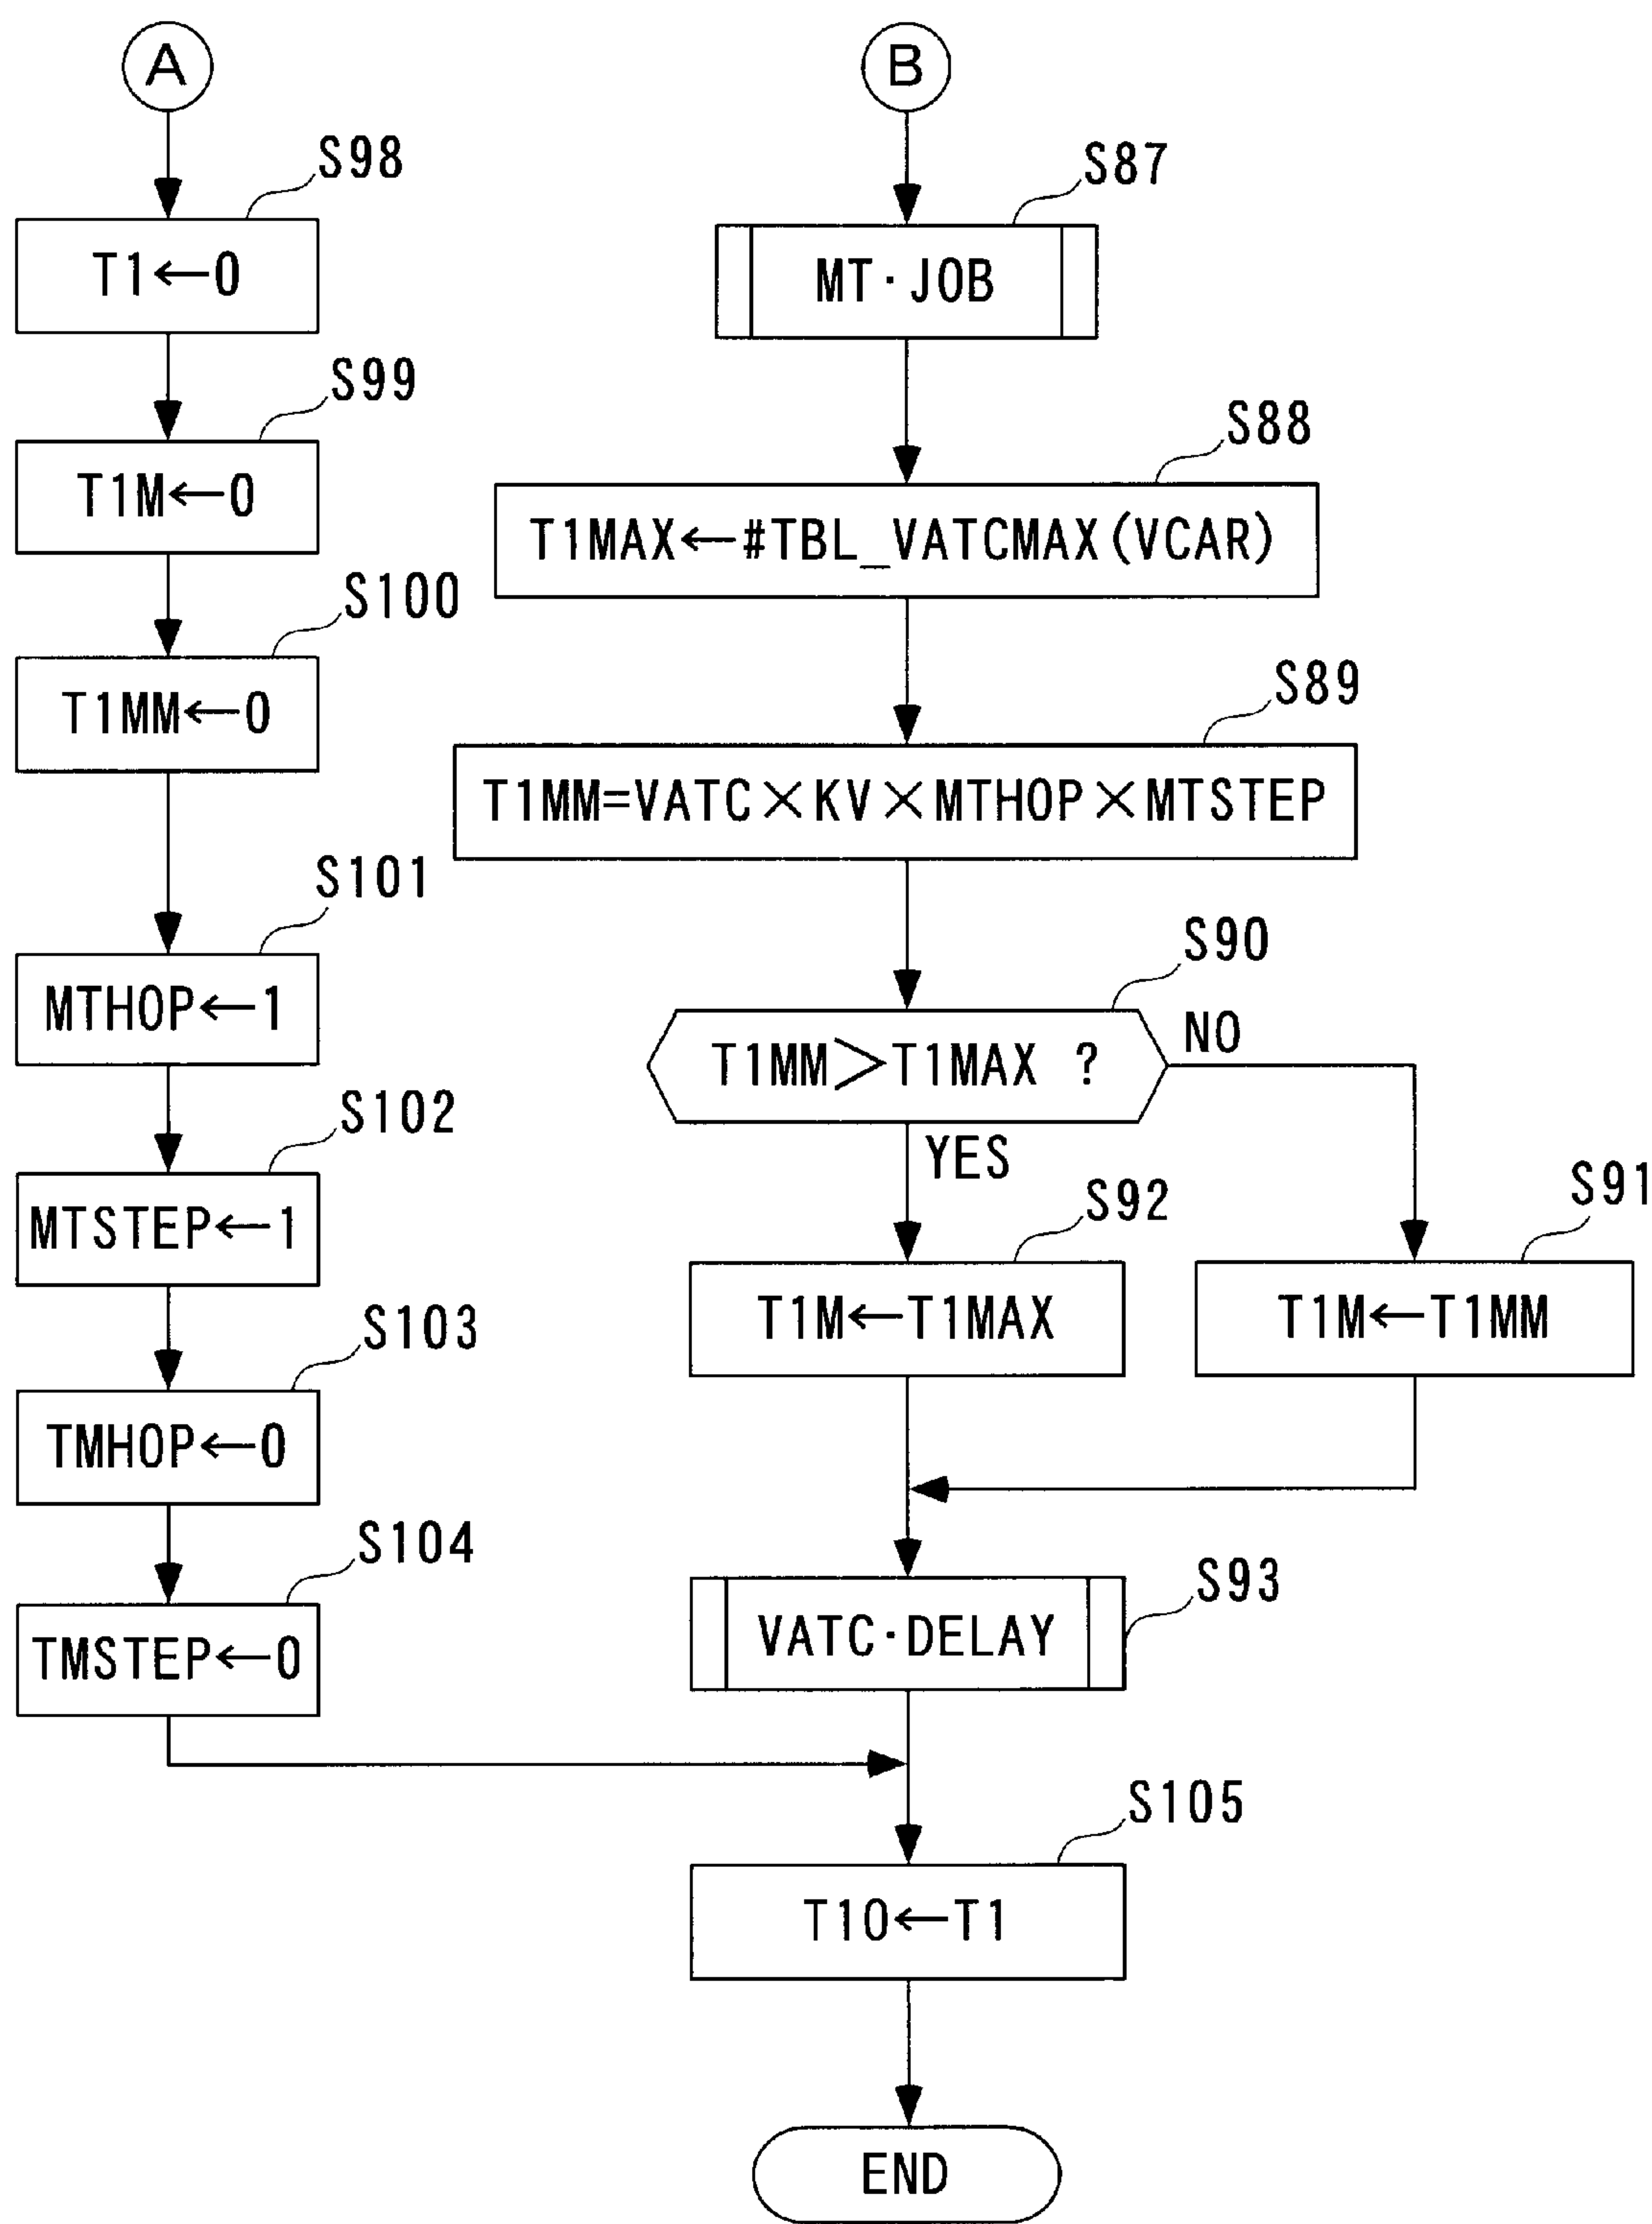 A
S98
T1←0
S99
T1M←0
S100
T1MM←0
S101
MTHOP←1
S102
MTSTEP←1
S103
TMHOP←0
S104
TMSTEP←0
B
S87
MT·JOB
S88
T1MAX←#TBL_VATCMAX(VCAR)
S89
T1MM=VATC×KV×MTHOP×MTSTEP
S90
T1MM>T1MAX ?
NO
YES
S92
T1M←T1MAX
S91
T1M←T1MM
S93
VATC·DELAY
S105
T10←T1
END